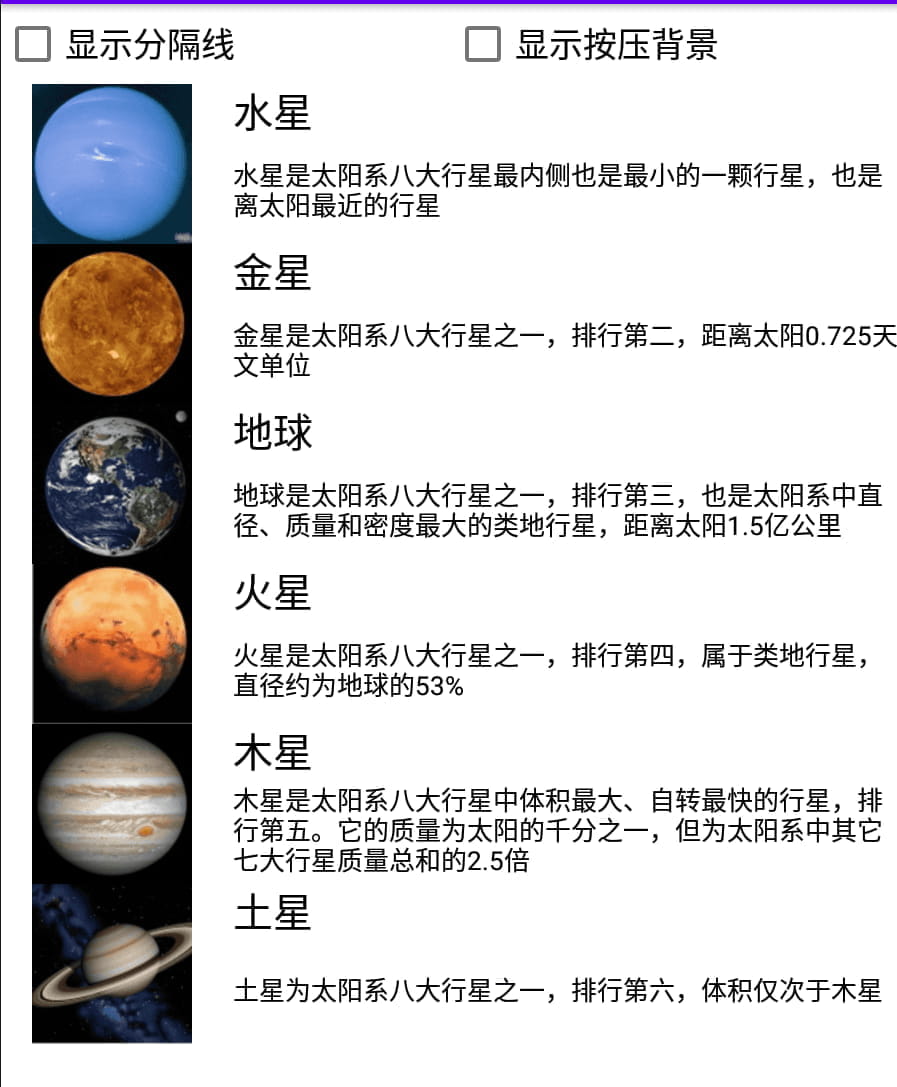 显示分隔线
显示按压背景
水星
水星是太阳系八大行星最内侧也是最小的一颗行星，也是
离太阳最近的行星
金星
金星是太阳系八大行星之一，排行第二，距离太阳0.725天
文单位
地球
地球是太阳系八大行星之一，排行第三，也是太阳系中直
径、质量和密度最大的类地行星，距离太阳1.5亿公里
火星
火星是太阳系八大行星之一，排行第四，属于类地行星，
直径约为地球的53%
木星
木星是太阳系八大行星中体积最大、自转最快的行星，排
行第五。它的质量为太阳的千分之一，但为太阳系中其它
七大行星质量总和的2.5倍
土星
土星为太阳系八大行星之一，排行第六，体积仅次于木星